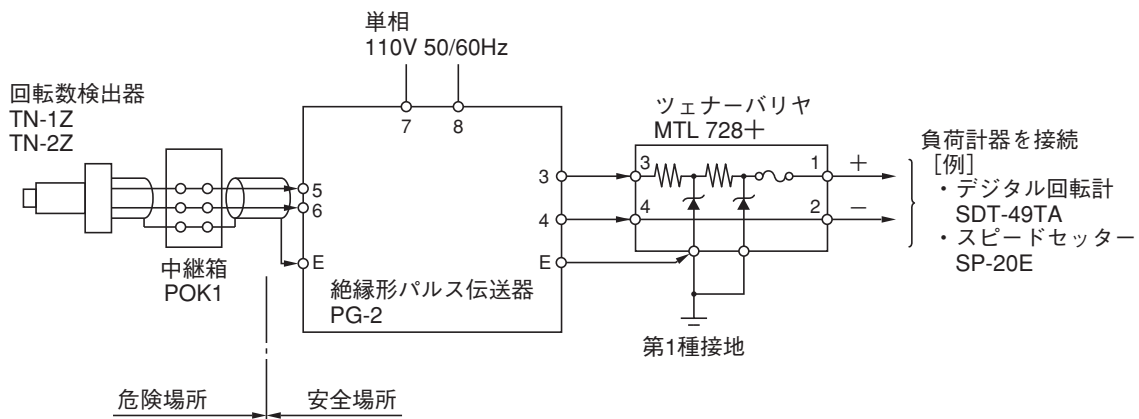 単相
110V 50/60Hz
回転数検出器
TN-1Z
TN-2Z
7
8
ツェナーバリヤ
MTL 728+
負荷計器を接続
[例]
・デジタル回転計
SDT-49TA
・スピードセッター
SP-20E
5
6
E
3
4
E
3
1
+
4
2
−
中継箱
POK1
絶縁形パルス伝送器
PG-2
第1種接地
危険場所
安全場所